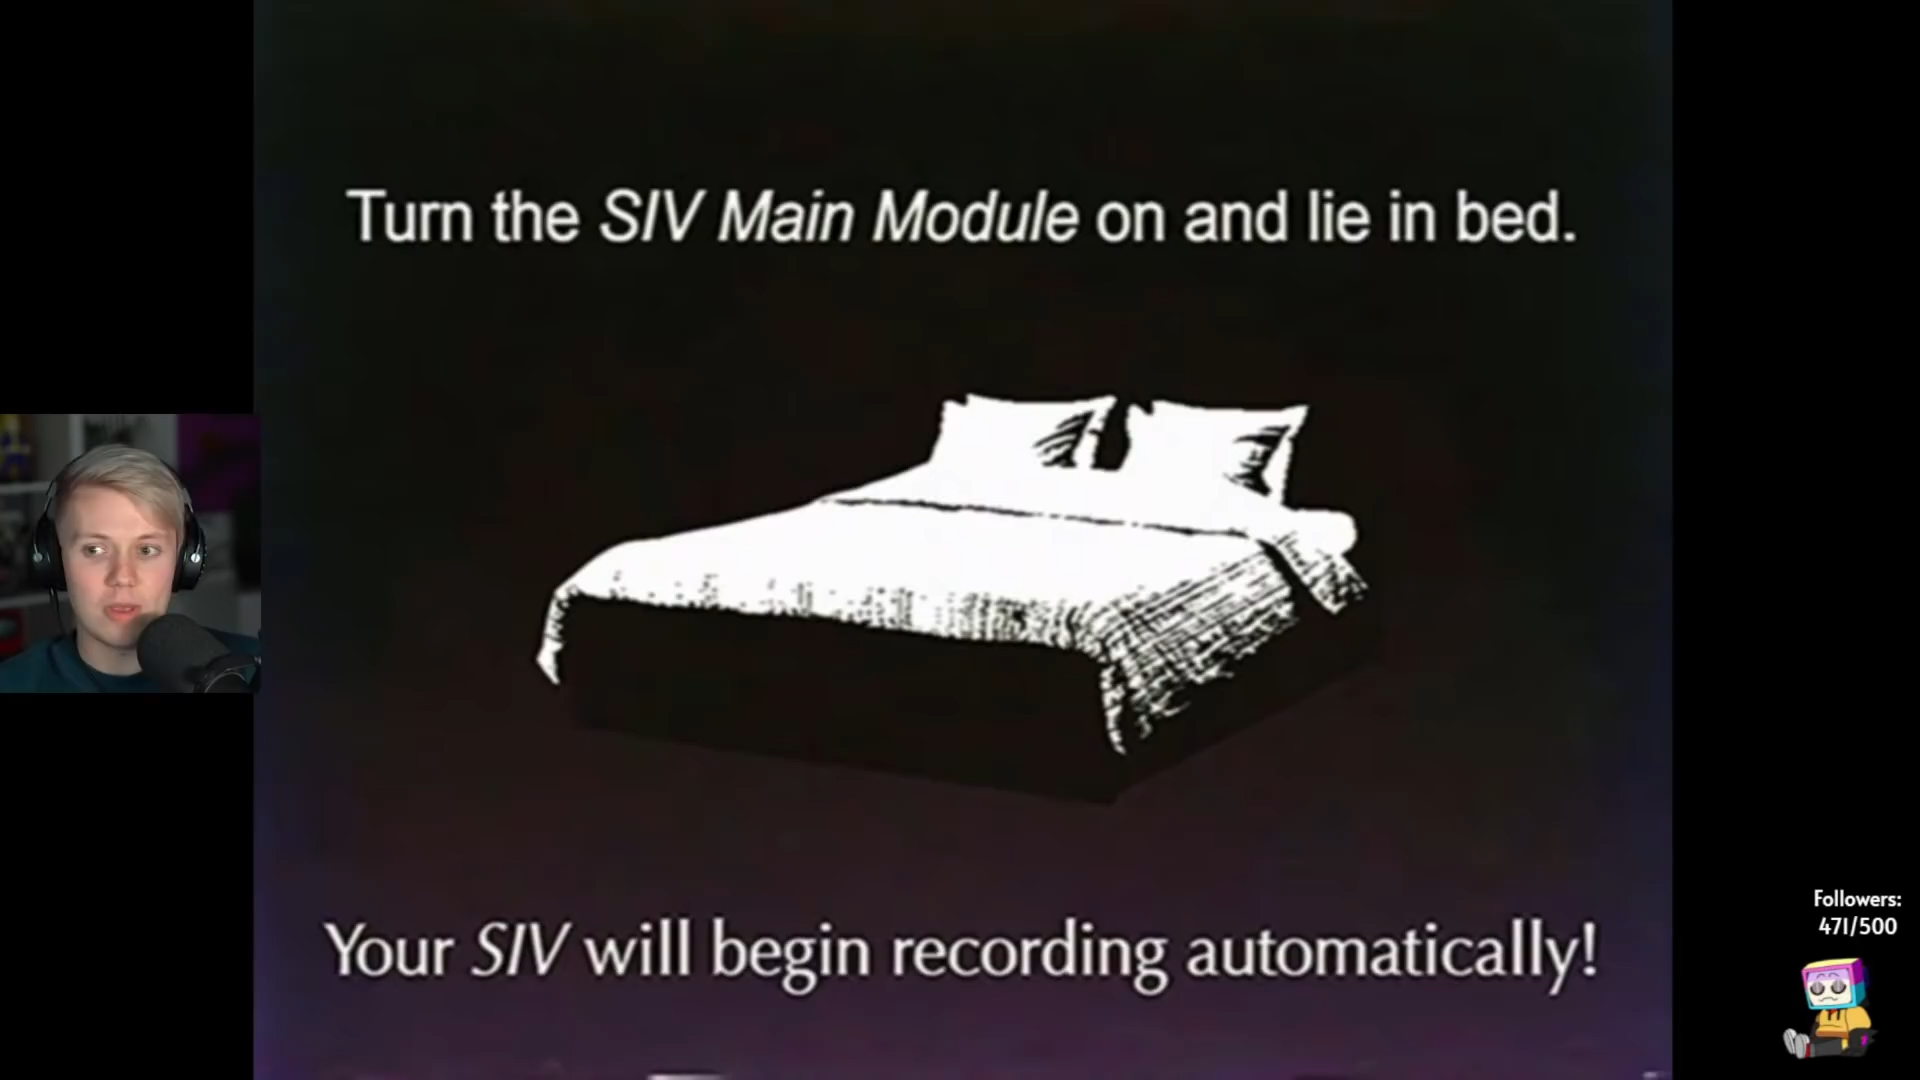 Turn the SIV Main Module on and lie in bed.
Your SIV will begin recording automatically!
Followers:
471/500